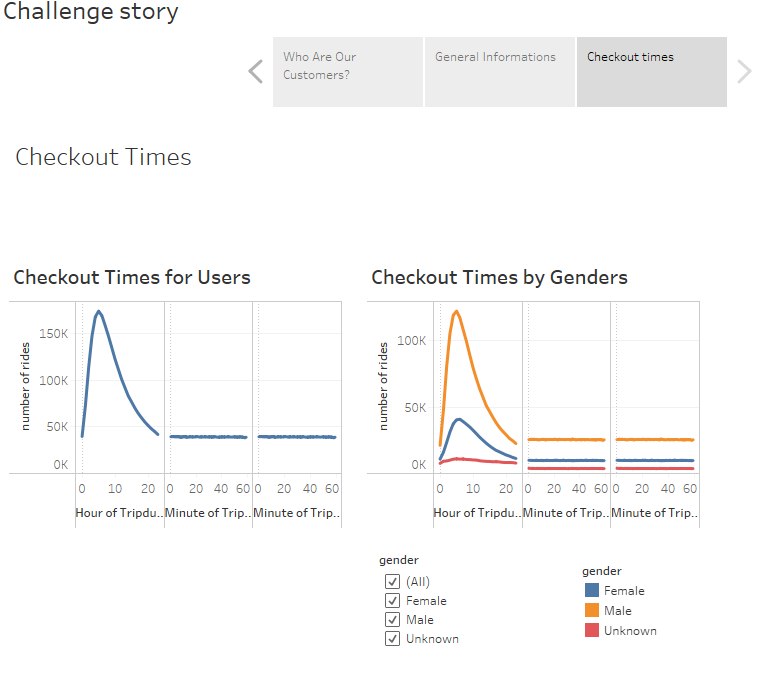 Challenge story
Who Are Our
Customers?
General Informations
Checkout times
Checkout Times
Checkout Times for Users
number of rides
150K
100K
50K
0K
0 10 20 0 20 40 60 0 20 40 60
Hour of Tripdu.. Minute of Trip.. Minute of Trip..
Checkout Times by Genders
number of rides
100K
50K
0K
0 10 20 0 20 40 60 0 20 40 60
Hour of Tripdu.. Minute of Trip.. Minute of Trip..
gender
(All)
Female
Male
Unknown
gender
Female
Male
Unknown